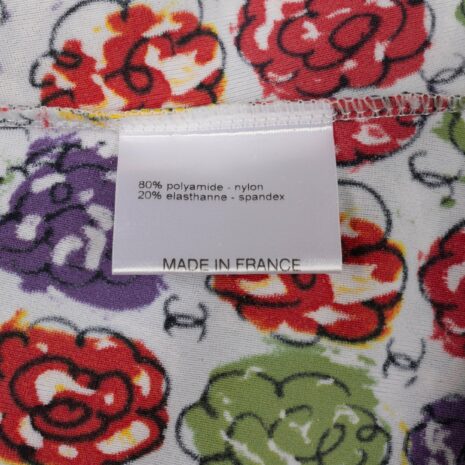 80% polyamide - nylon
20% elasthanne - spandex
MADE IN FRANCE